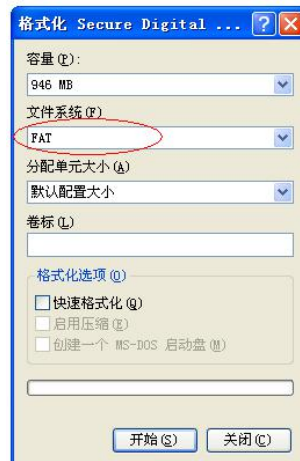 格式化 Secure Digital ...
容量(P):
946 MB
文件系统(F)
FAT
分配单元大小(A)
默认配置大小
卷标(L)
格式化选项(O)
快速格式化(Q)
启用压缩(E)
创建一个 MS-DOS 启动盘(M)
开始(S) 关闭(C)